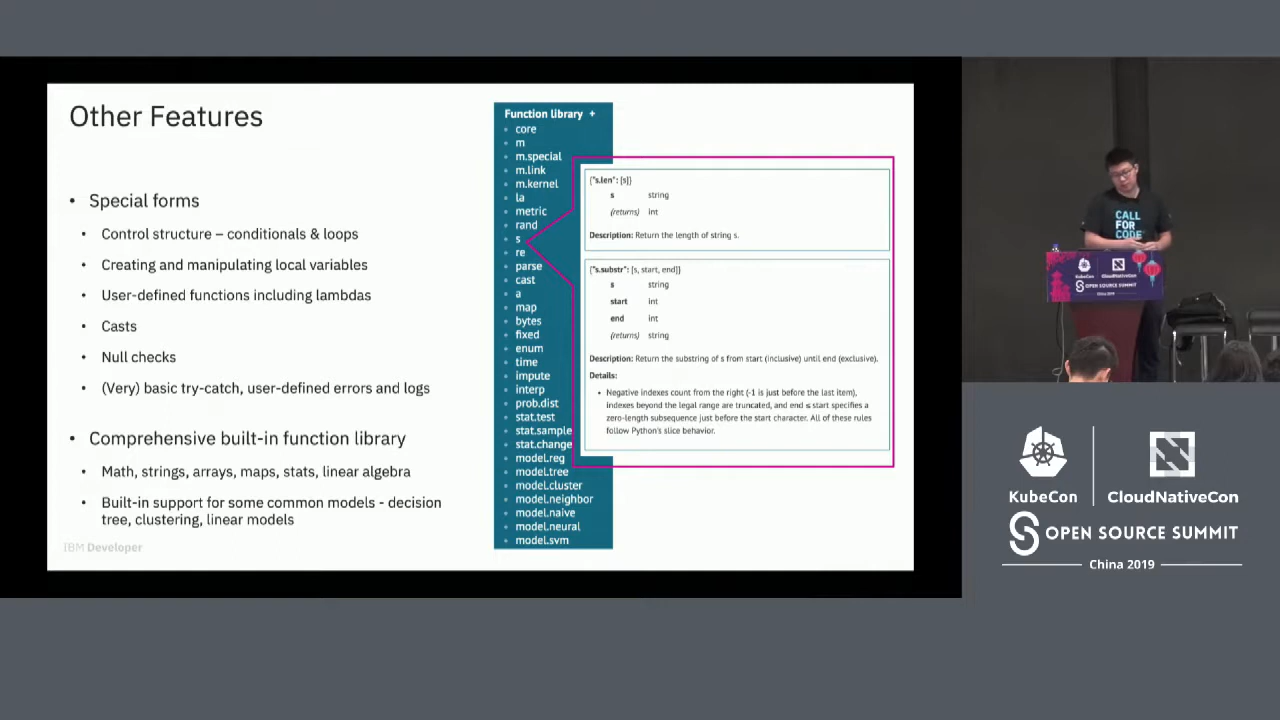 Other Features
• Special forms
• Control structure – conditionals & loops
• Creating and manipulating local variables
• User-defined functions including lambdas
• Casts
• Null checks
• (Very) basic try-catch, user-defined errors and logs
• Comprehensive built-in function library
• Math, strings, arrays, maps, stats, linear algebra
• Built-in support for some common models - decision
tree, clustering, linear models
IBM Developer
Function library +
core
m
m.special
m.link
m.kernel
la
metric
rand
s
re
parse
cast
a
map
bytes
fixed
enum
time
impute
interp
prob.dist
stat.test
stat.sample
stat.change
model.reg
model.tree
model.cluster
model.neighbor
model.naive
model.neural
model.svm
{"s.len": [s]}
s string
(returns) int
Description: Return the length of string s.
{"s.substr": [s, start, end]}
s string
start int
end int
(returns) string
Description: Return the substring of s from start (inclusive) until end (exclusive).
Details:
• Negative indexes count from the right (-1 is just before the last item),
indexes beyond the legal range are truncated, and end ≤ start specifies a
zero-length subsequence just before the start character. All of these rules
follow Python's slice behavior.
CALL
FOR
CODE
KubeCon CloudNativeCon
OPEN SOURCE SUMMIT
China 2019
KubeCon CloudNativeCon
OPEN SOURCE SUMMIT
China 2019